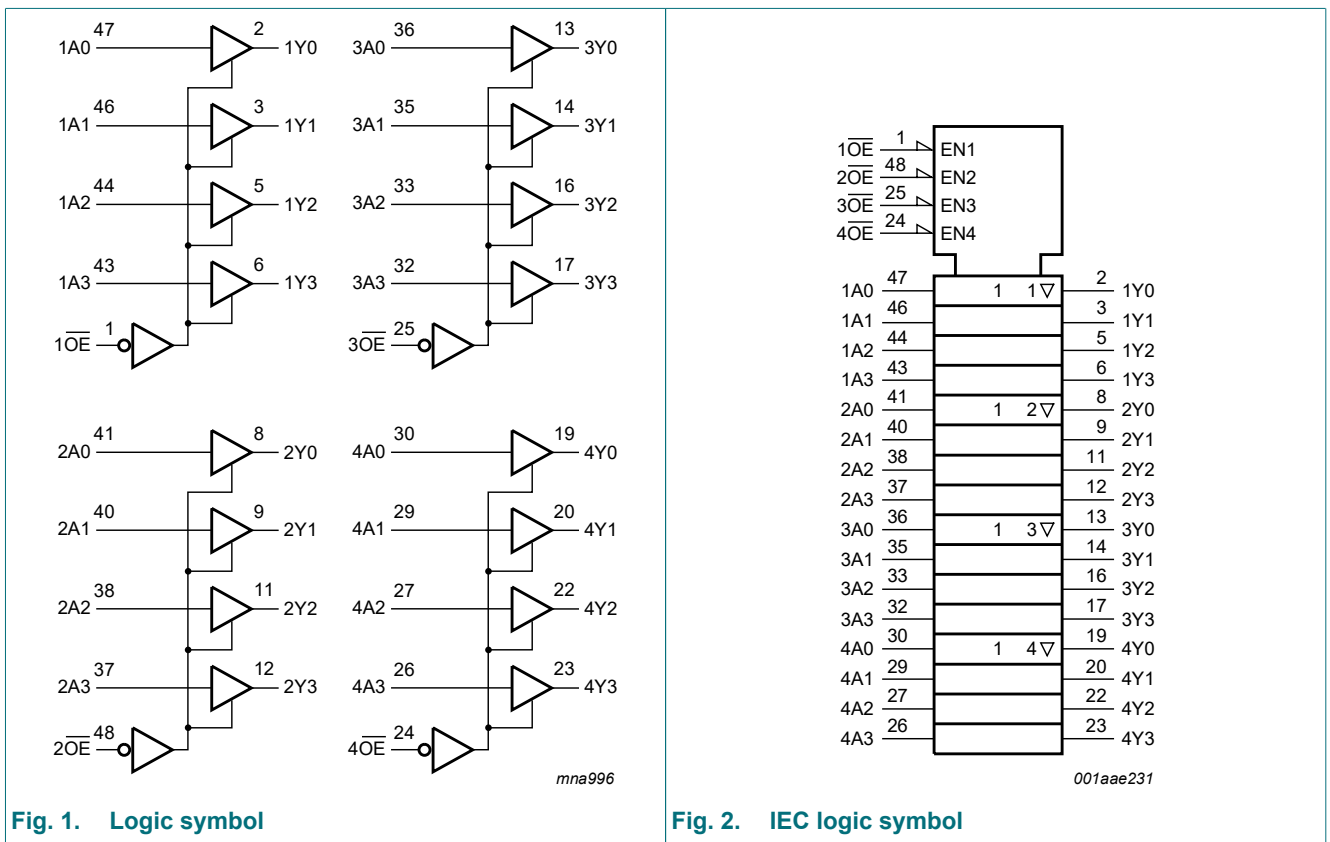 47 2
1A0 1Y0
46 3
1A1 1Y1
44 5
1A2 1Y2
43 6
1A3 1Y3
1
1O̅E̅
36 13
3A0 3Y0
35 14
3A1 3Y1
33 16
3A2 3Y2
32 17
3A3 3Y3
25
3O̅E̅
41 8
2A0 2Y0
40 9
2A1 2Y1
38 11
2A2 2Y2
37 12
2A3 2Y3
48
2O̅E̅
30 19
4A0 4Y0
29 20
4A1 4Y1
27 22
4A2 4Y2
26 23
4A3 4Y3
24
4O̅E̅
mna996
Fig. 1. Logic symbol
1O̅E̅ 1 EN1
2O̅E̅ 48 EN2
3O̅E̅ 25 EN3
4O̅E̅ 24 EN4
1A0 47 1 1▽ 2 1Y0
1A1 46 3 1Y1
1A2 44 5 1Y2
1A3 43 6 1Y3
2A0 41 1 2▽ 8 2Y0
2A1 40 9 2Y1
2A2 38 11 2Y2
2A3 37 12 2Y3
3A0 36 1 3▽ 13 3Y0
3A1 35 14 3Y1
3A2 33 16 3Y2
3A3 32 17 3Y3
4A0 30 1 4▽ 19 4Y0
4A1 29 20 4Y1
4A2 27 22 4Y2
4A3 26 23 4Y3
001aae231
Fig. 2. IEC logic symbol